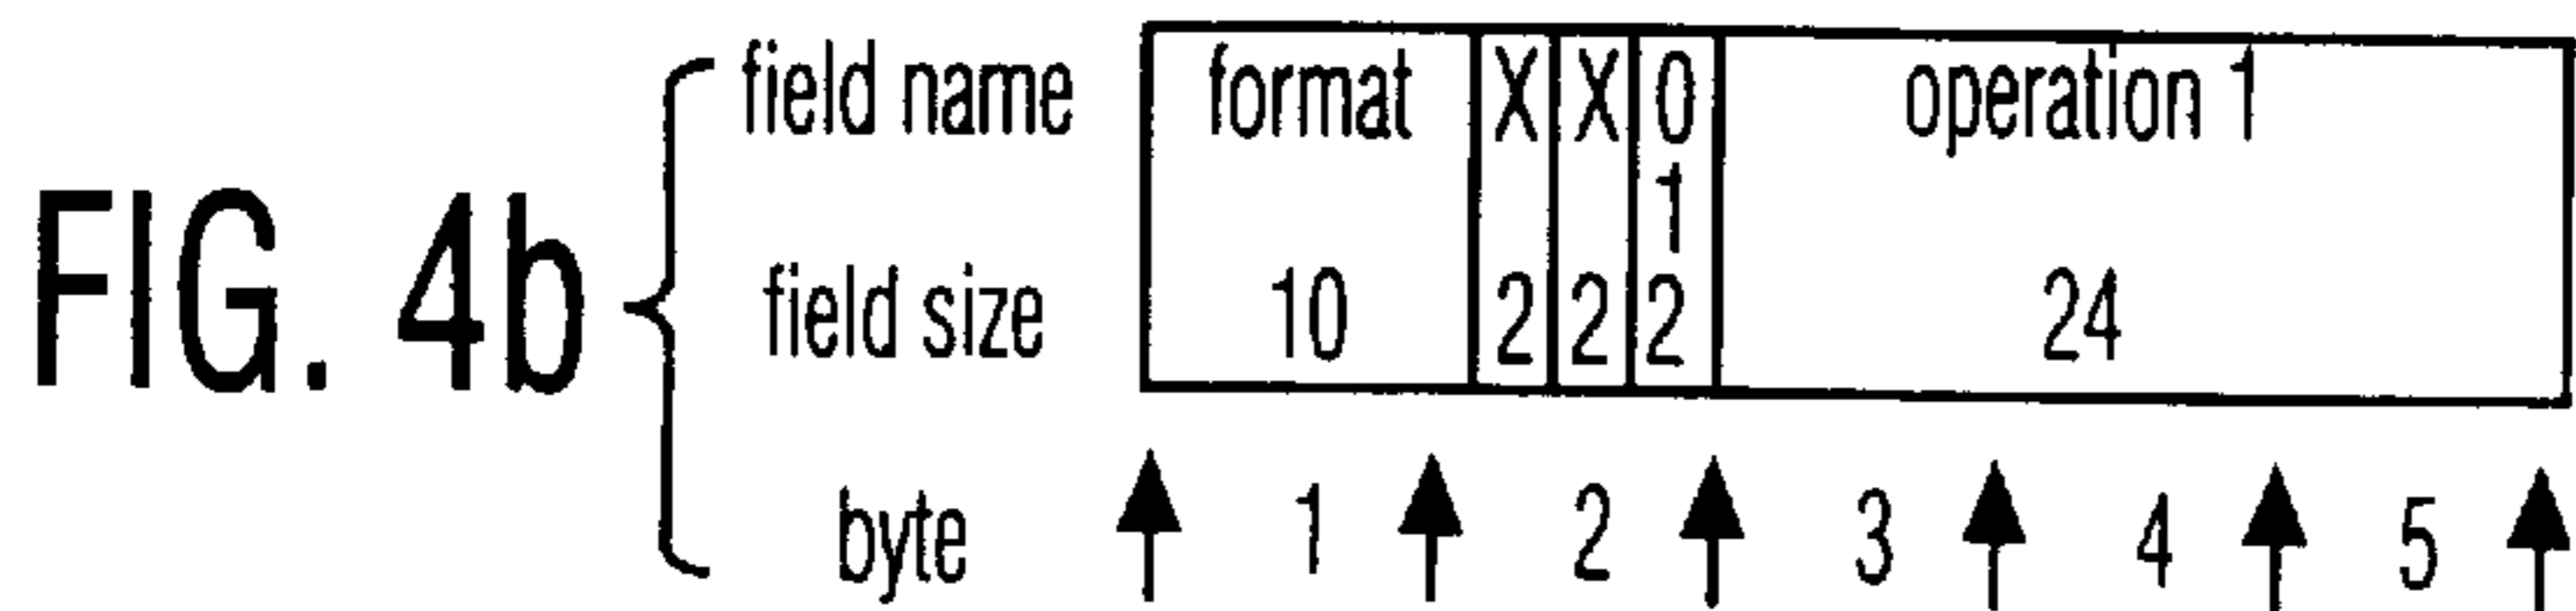 field name format X X 0 operation 1
1
FIG. 4b
field size 10 2 2 2 24
byte 1 2 3 4 5